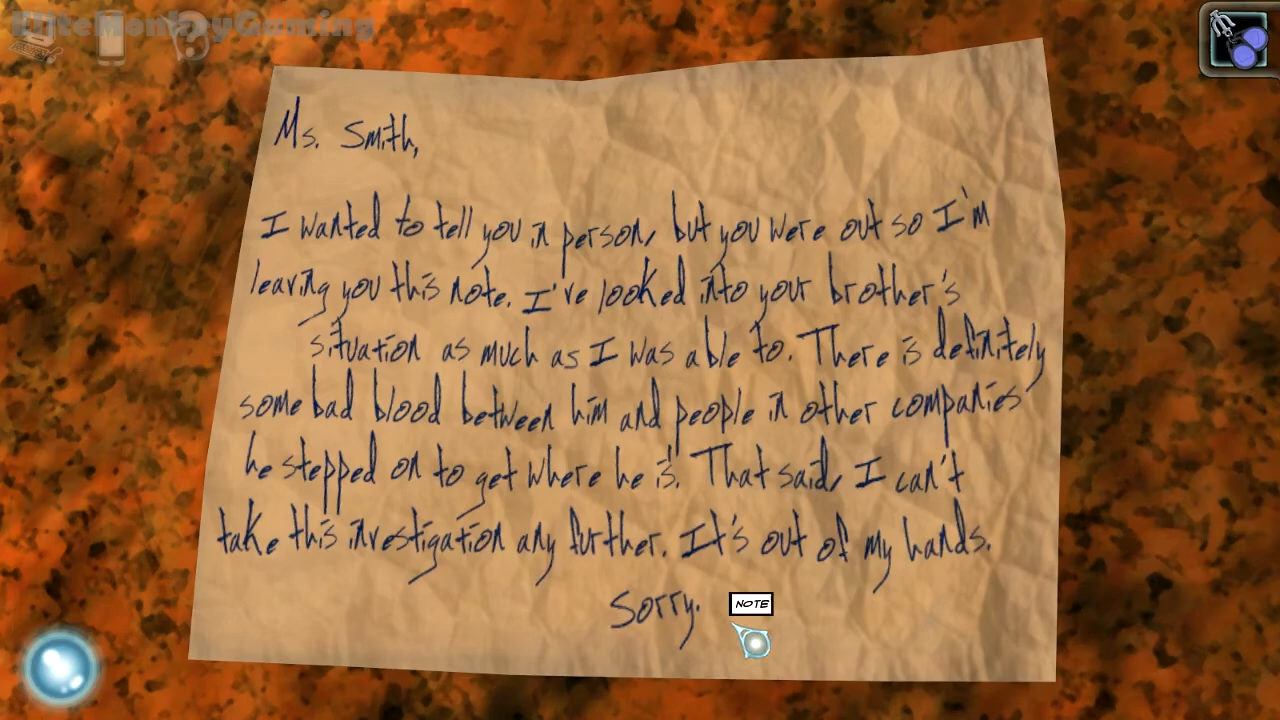 EliteMonkeyGaming
Ms. Smith,
I wanted to tell you in person, but you were out so I'm
leaving you this note. I've looked into your brother's
situation as much as I was able to. There is definitely
some bad blood between him and people in other companies
he stepped on to get where he is. That said, I can't
take this investigation any further. It's out of my hands.
Sorry.
NOTE